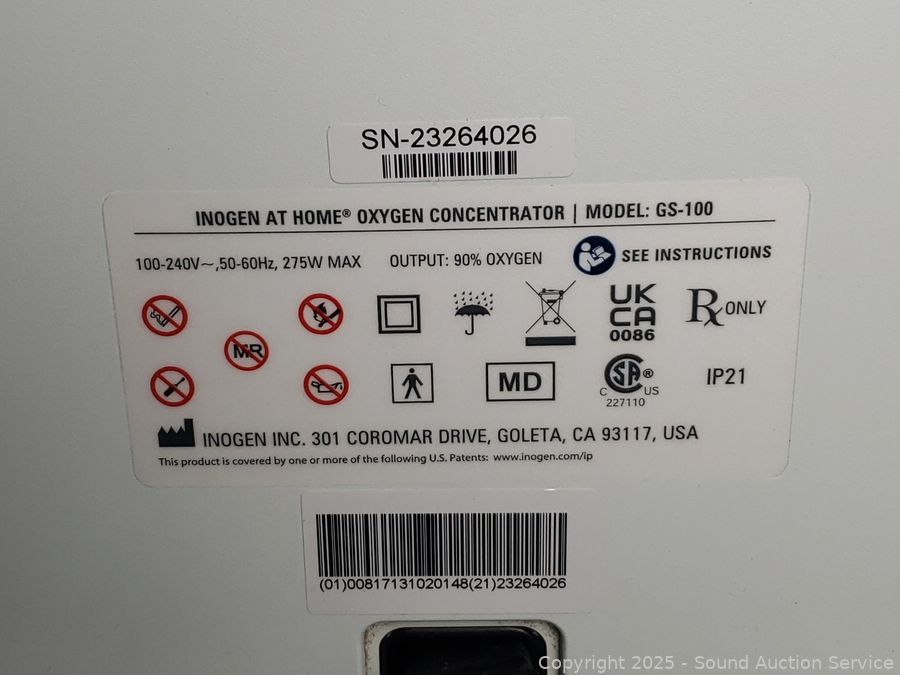 SN-23264026
INOGEN AT HOME® OXYGEN CONCENTRATOR | MODEL: GS-100
100-240V~,50-60Hz, 275W MAX OUTPUT: 90% OXYGEN SEE INSTRUCTIONS
MR
UK
CA
0086
Rx ONLY
MD
C SA® US
227110
IP21
INOGEN INC. 301 COROMAR DRIVE, GOLETA, CA 93117, USA
This product is covered by one or more of the following U.S. Patents: www.inogen.com/ip
(01)00817131020148(21)23264026
Copyright 2025 - Sound Auction Service